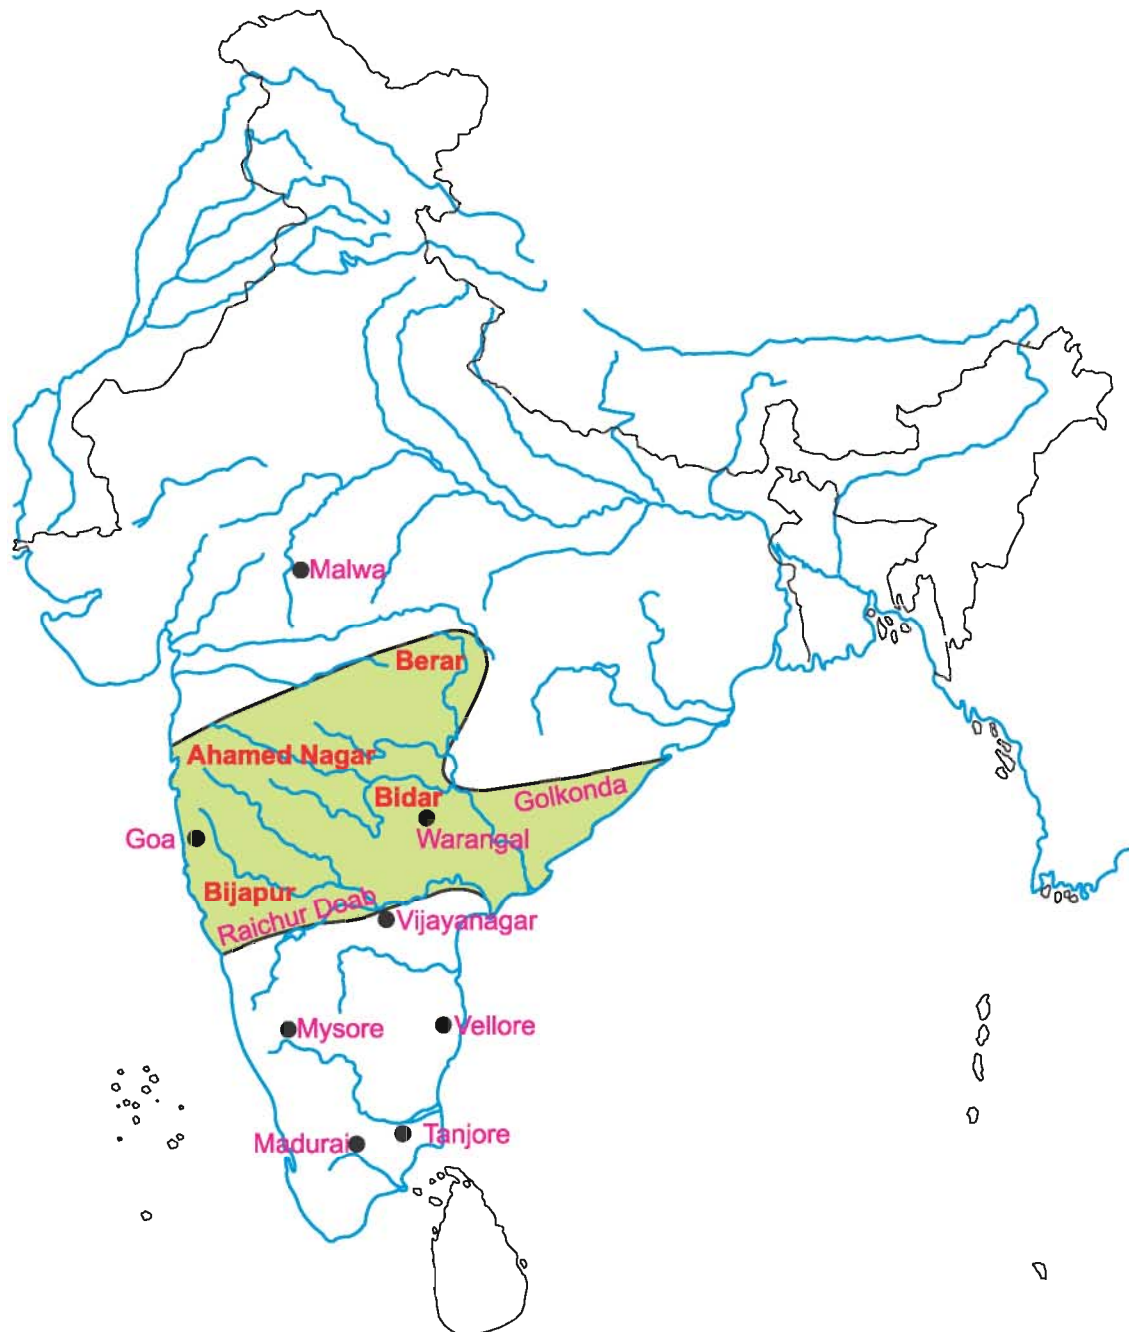 Malwa
Berar
Ahamed Nagar
Bidar
Golkonda
Goa
Warangal
Bijapur
Raichur Doab
Vijayanagar
Mysore
Vellore
Madurai
Tanjore